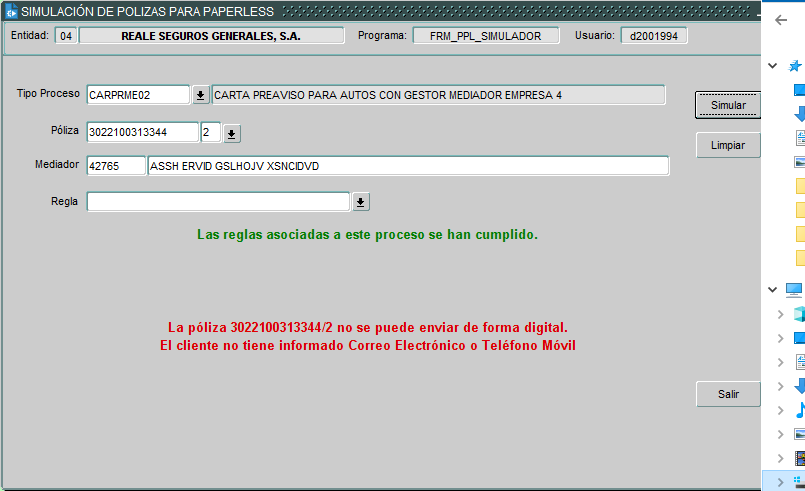 SIMULACIÓN DE POLIZAS PARA PAPERLESS
Entidad: 04 REALE SEGUROS GENERALES, S.A. Programa: FRM_PPL_SIMULADOR Usuario: d2001994
Tipo Proceso CARPRME02 CARTA PREAVISO PARA AUTOS CON GESTOR MEDIADOR EMPRESA 4
Simular
Póliza 3022100313344 2
Limpiar
Mediador 42765 ASSH ERVID GSLHOJV XSNCIDVD
Regla
Las reglas asociadas a este proceso se han cumplido.
La póliza 3022100313344/2 no se puede enviar de forma digital.
El cliente no tiene informado Correo Electrónico o Teléfono Móvil
Salir